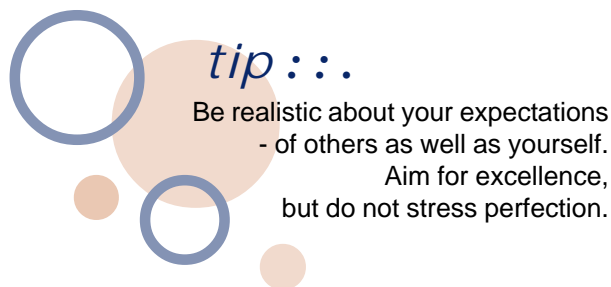 tip : : .
Be realistic about your expectations
- of others as well as yourself.
Aim for excellence,
but do not stress perfection.